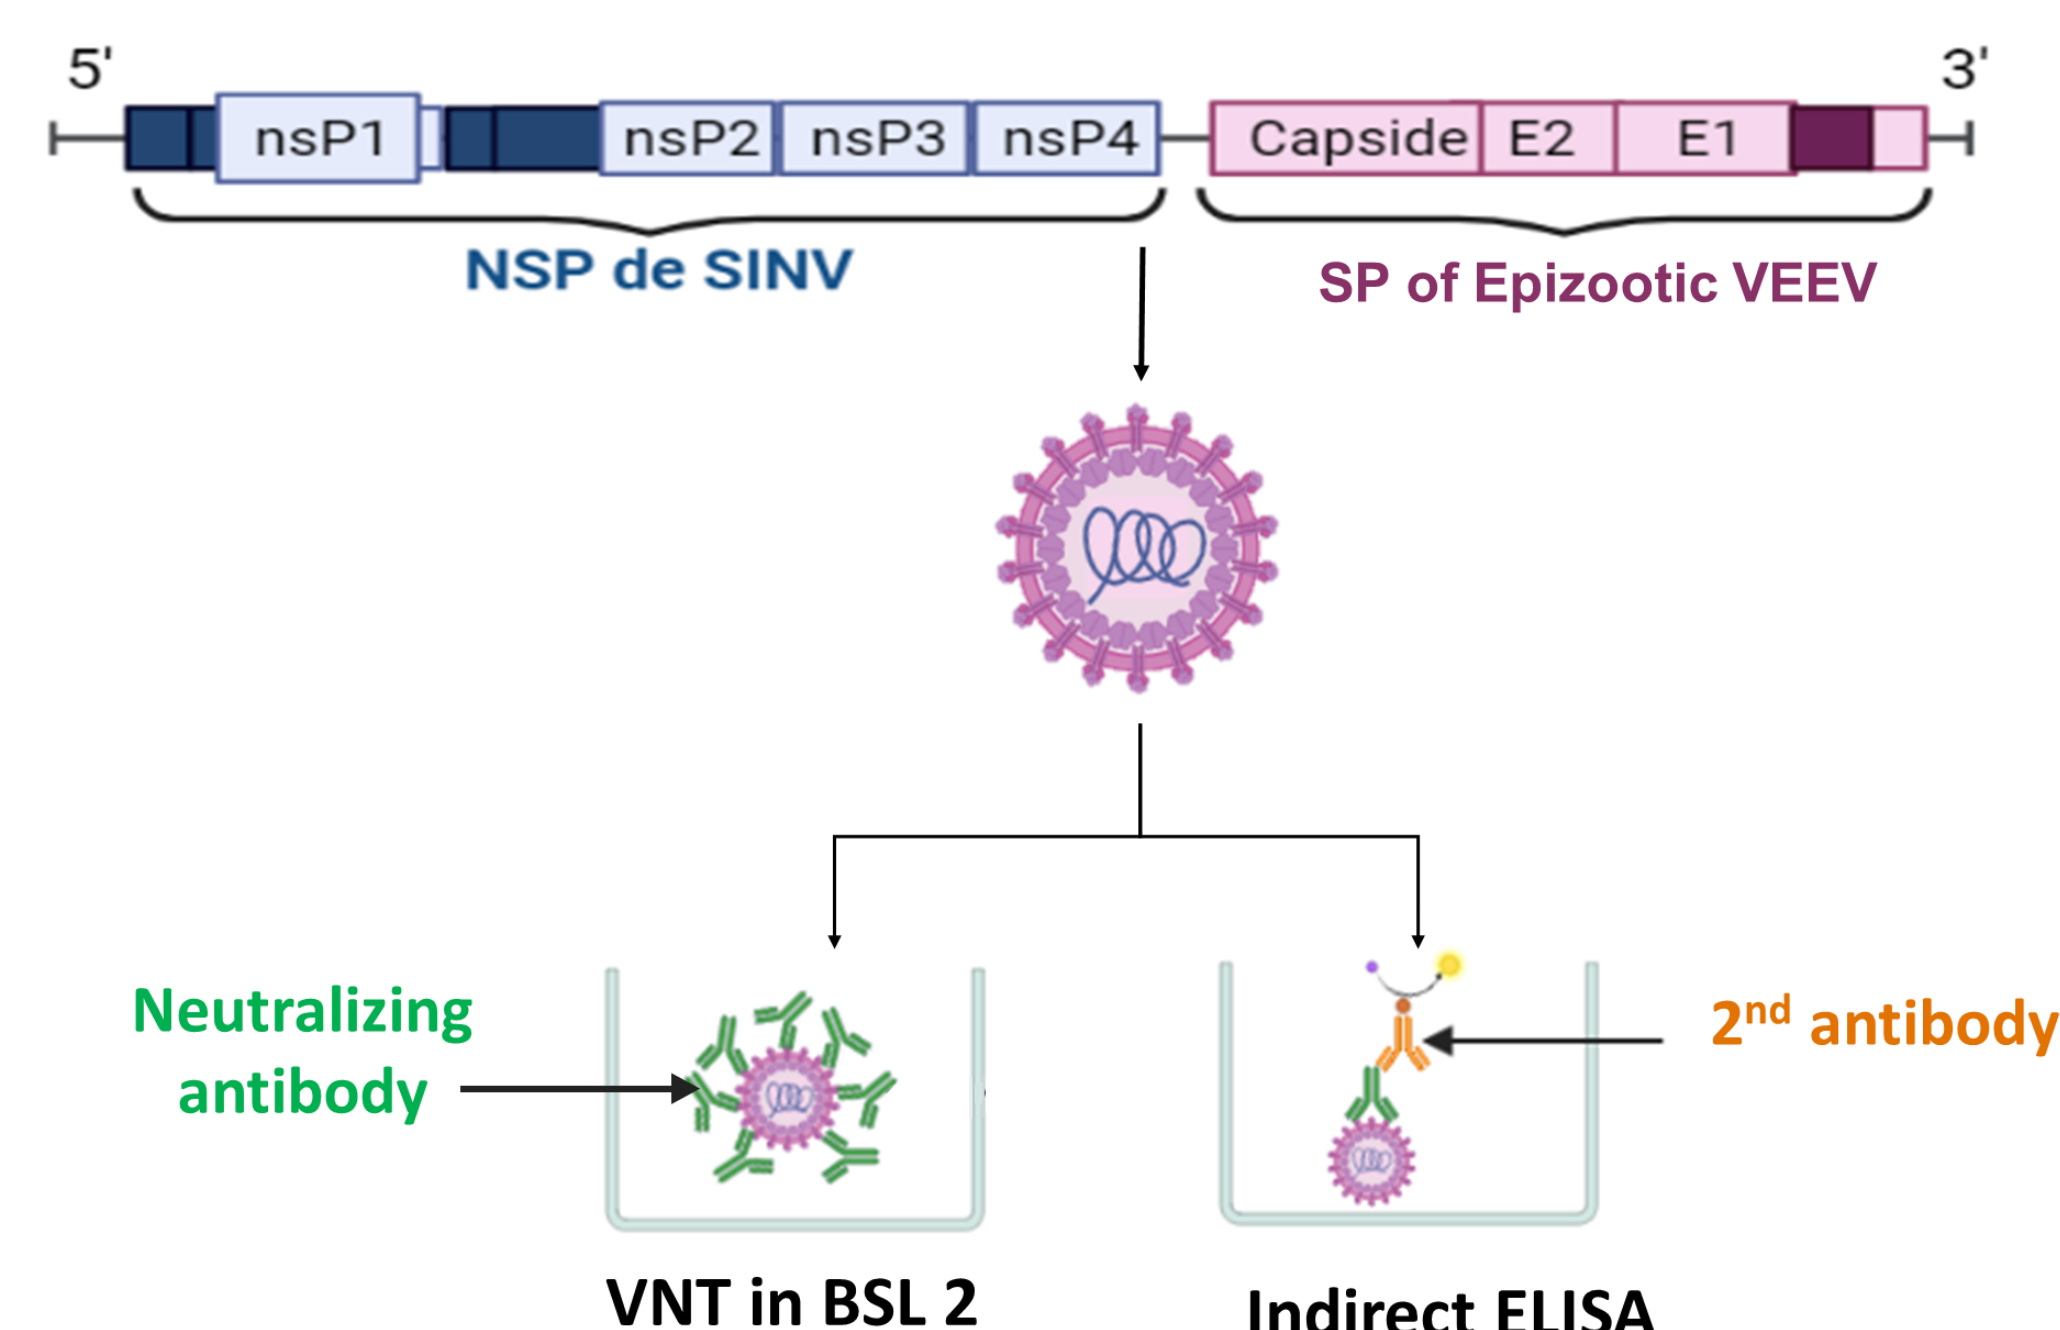 5'
3'
nsP1
nsP2
nsP3
nsP4
Capside
E2
E1
NSP de SINV
SP of Epizootic VEEV
Neutralizing
antibody
2nd antibody
VNT in BSL 2
Indirect ELISA